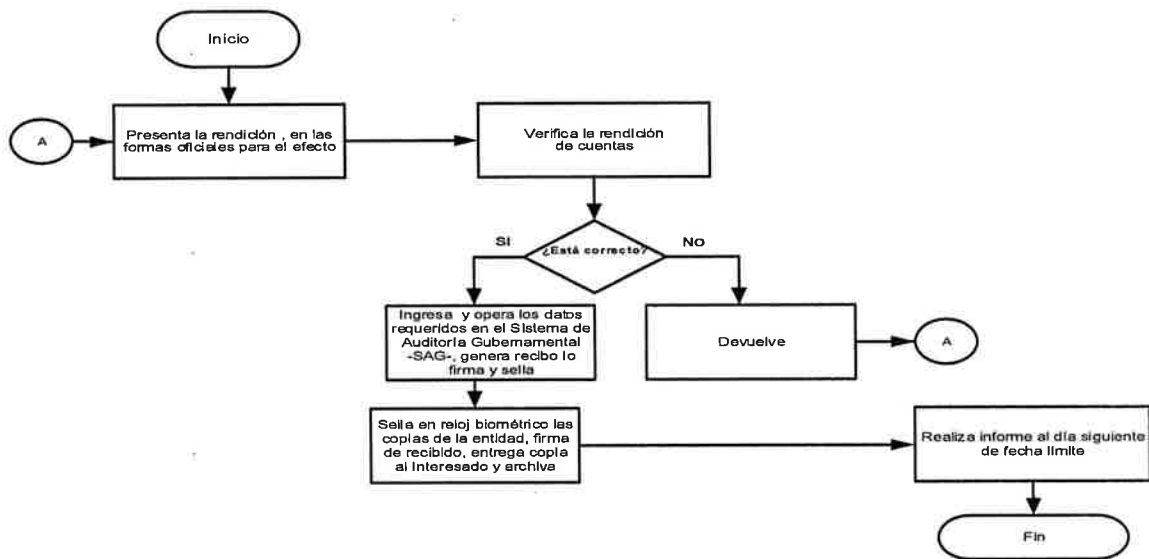 Inicio
A
Presenta la rendición , en las
formas oficiales para el efecto
Verifica la rendición
de cuentas
¿Está correcto?
SI
No
Ingresa y opera los datos
requeridos en el Sistema de
Auditoría Gubernamental
-SAG-, genera recibo lo
firma y sella
Devuelve
A
Sella en reloj biométrico las
copias de la entidad, firma
de recibido, entrega copia
al interesado y archiva
Realiza informe al día siguiente
de fecha límite
Fin